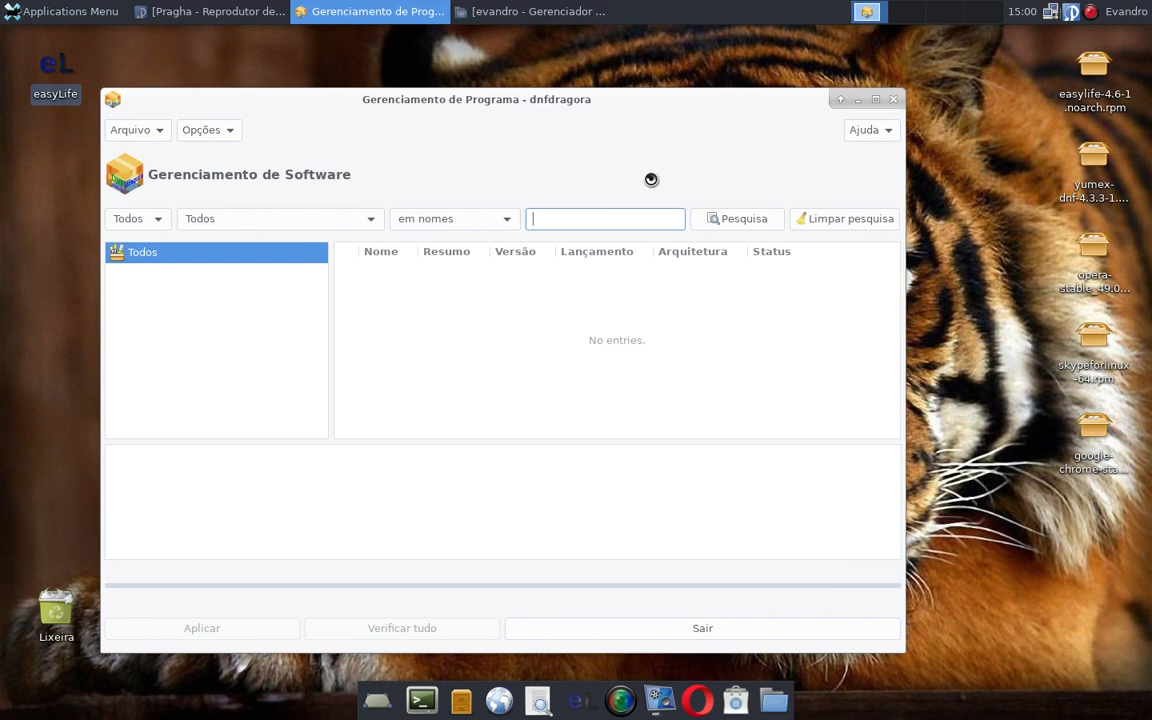 Applications Menu
[Pragha - Reprodutor de...
Gerenciamento de Prog...
[evandro - Gerenciador ...
15:00
Evandro
eL
easyLife
easylife-4.6-1
.noarch.rpm
yumex-
dnf-4.3.3-1....
opera-
stable_49.0...
skypeforlinux
-64.rpm
google-
chrome-sta...
Lixeira
Gerenciamento de Programa - dnfdragora
Arquivo
Opções
Ajuda
Gerenciamento de Software
Todos
Todos
em nomes
Pesquisa
Limpar pesquisa
Todos
Nome
Resumo
Versão
Lançamento
Arquitetura
Status
No entries.
Aplicar
Verificar tudo
Sair
eL